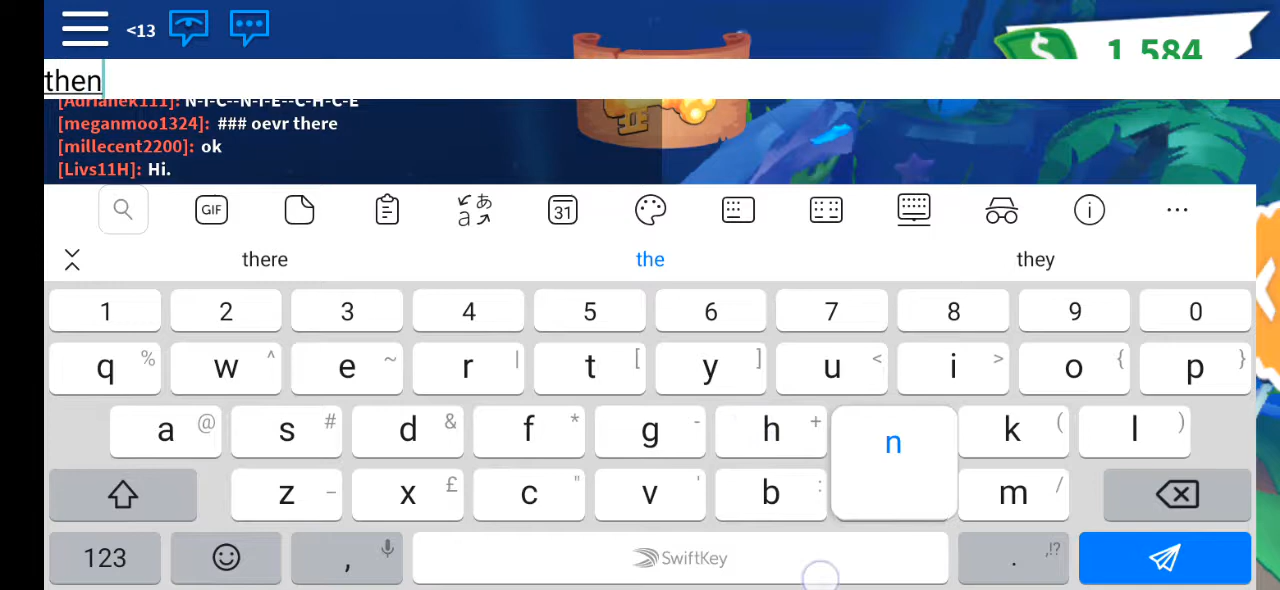 <13
1,584
then
[Adrianek111]: N-I-C--N-I-E--C-H-C-E
[meganmoo1324]: ### oevr there
[millecent2200]: ok
[Livs11H]: Hi.
GIF
a あ
31
there the they
1 2 3 4 5 6 7 8 9 0
q % w ^ e ~ r | t [ y ] u < i > o { p }
a @ s # d & f * g - h + n k ( l )
z – x £ c " v ' b : m /
123 , SwiftKey . ,!?